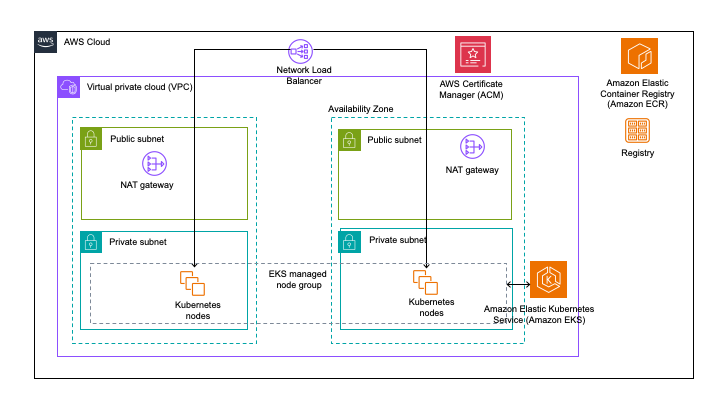 aws
AWS Cloud
Network Load
Balancer
AWS Certificate
Manager (ACM)
Amazon Elastic
Container Registry
(Amazon ECR)
Registry
Virtual private cloud (VPC)
Availability Zone
Public subnet
NAT gateway
Public subnet
NAT gateway
Private subnet
Private subnet
EKS managed
node group
Kubernetes
nodes
Kubernetes
nodes
K
Amazon Elastic Kubernetes
Service (Amazon EKS)